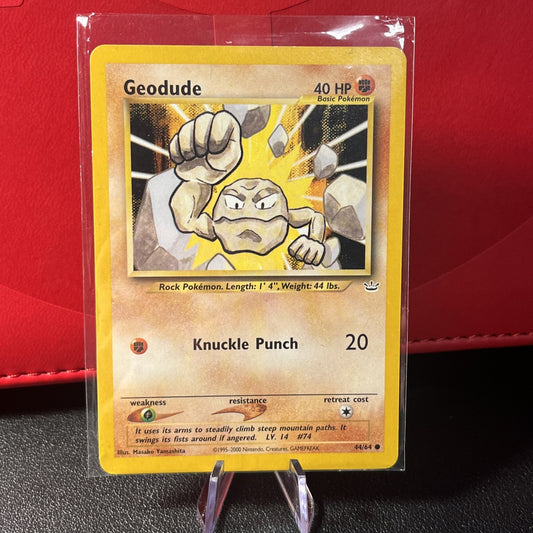 Geodude 40 HP
Basic Pokémon
Rock Pokémon. Length: 1' 4", Weight: 44 lbs.
Knuckle Punch 20
weakness resistance retreat cost
It uses its arms to steadily climb steep mountain paths. It
swings its fists around if angered. LV. 14 #74
Illus. Masako Yamashita ©1995-2000 Nintendo, Creatures, GAMEFREAK 44/64